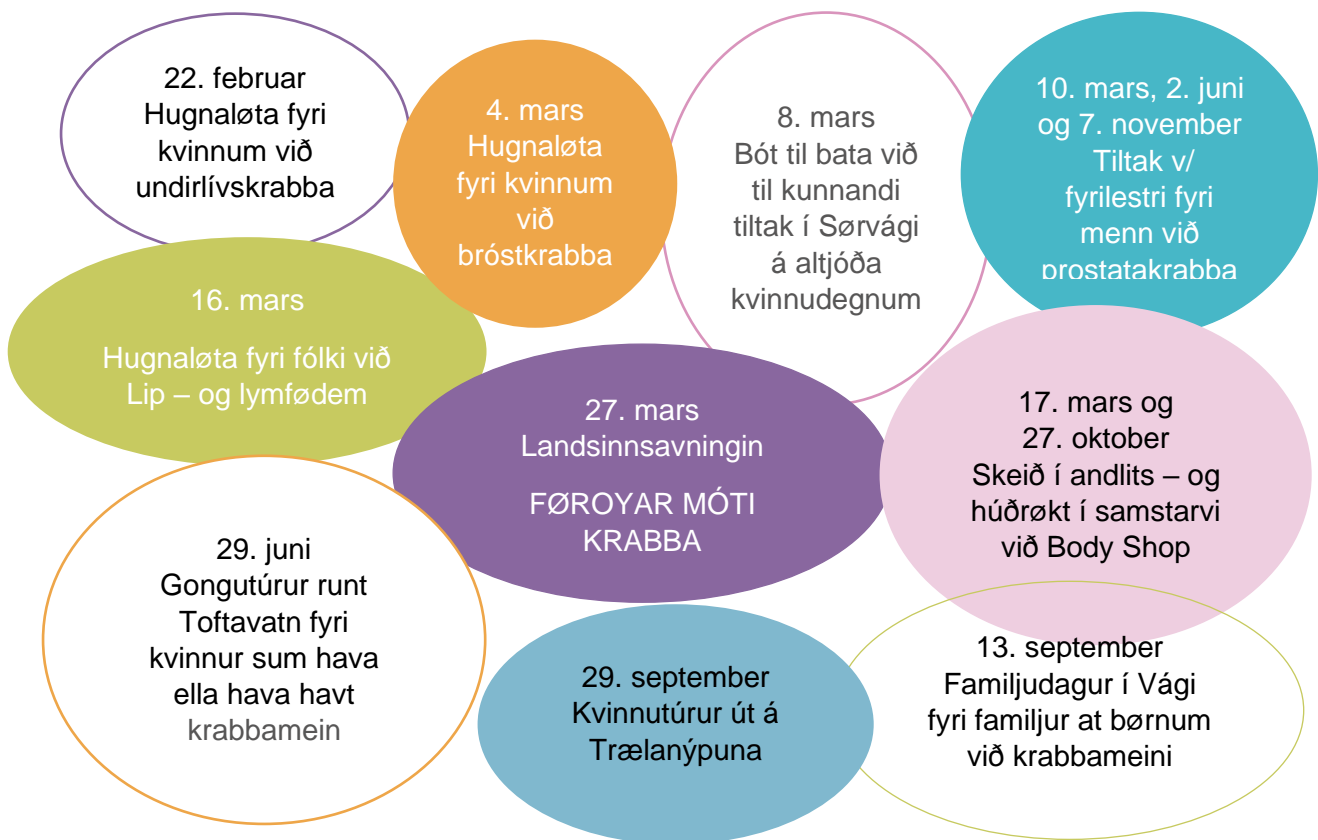 22. februar
Hugnaløta fyri
kvinnum við
undirlívskrabba
4. mars
Hugnaløta
fyri kvinnum
við
bróstkrabba
8. mars
Bót til bata við
til kunnandi
tiltak í Sørvági
á altjóða
kvinnudegnum
10. mars, 2. juni
og 7. november
Tiltak v/
fyrilestri fyri
menn við
prostatakrabba
16. mars
Hugnaløta fyri fólki við
Lip – og lymfødem
27. mars
Landsinnsavningin
FØROYAR MÓTI
KRABBA
17. mars og
27. oktober
Skeið í andlits – og
húðrøkt í samstarvi
við Body Shop
29. juni
Gongutúrur runt
Toftavatn fyri
kvinnur sum hava
ella hava havt
krabbamein
29. september
Kvinnutúrur út á
Trælanýpuna
13. september
Familjudagur í Vági
fyri familjur at børnum
við krabbameini